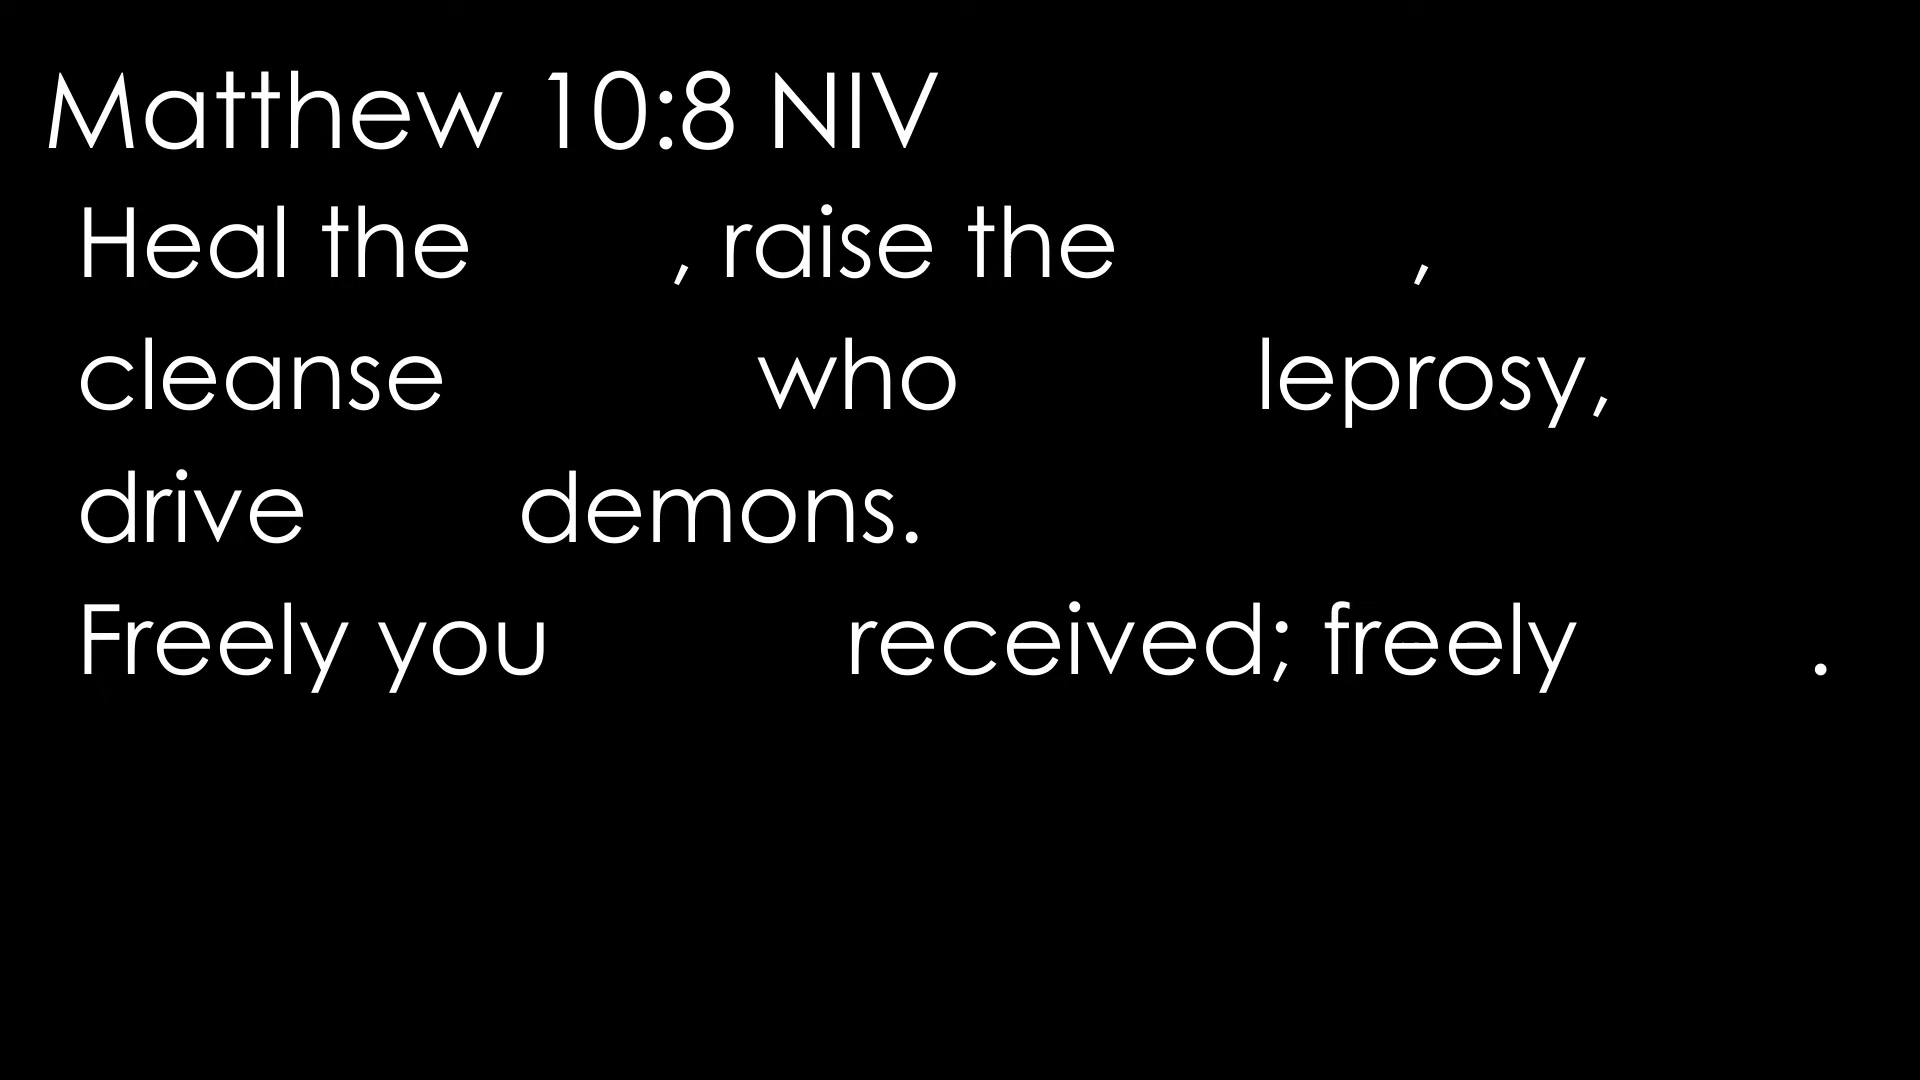 Matthew 10:8 NIV
Heal the , raise the ,
cleanse who leprosy,
drive demons.
Freely you received; freely .